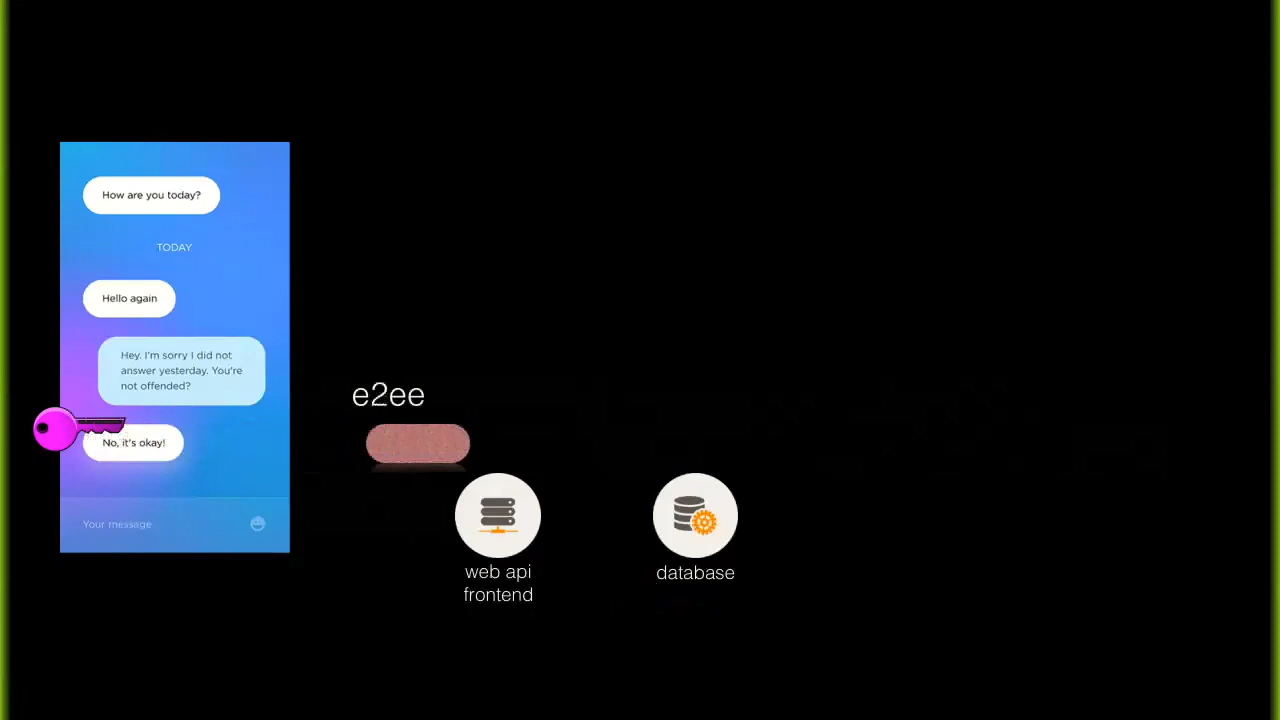 How are you today?
TODAY
Hello again
Hey. I'm sorry I did not
answer yesterday. You're
not offended?
No, it's okay!
Your message
e2ee
web api
frontend
database